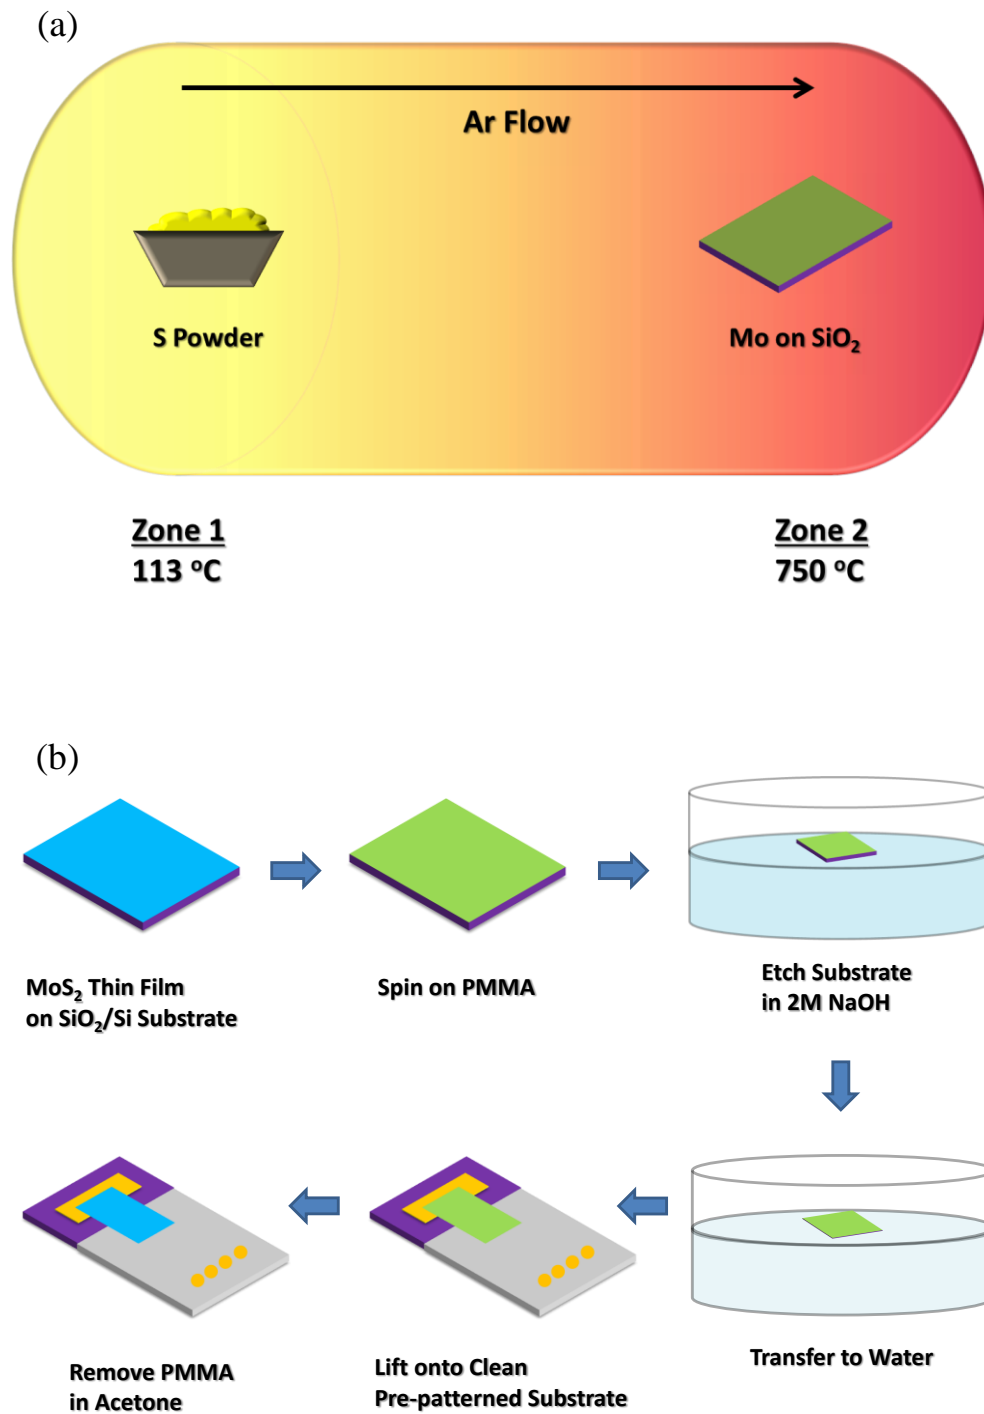 (a)
Ar Flow
S Powder
Mo on SiO₂
Zone 1
113 °C
Zone 2
750 °C
(b)
MoS₂ Thin Film
on SiO₂/Si Substrate
Spin on PMMA
Etch Substrate
in 2M NaOH
Remove PMMA
in Acetone
Lift onto Clean
Pre-patterned Substrate
Transfer to Water